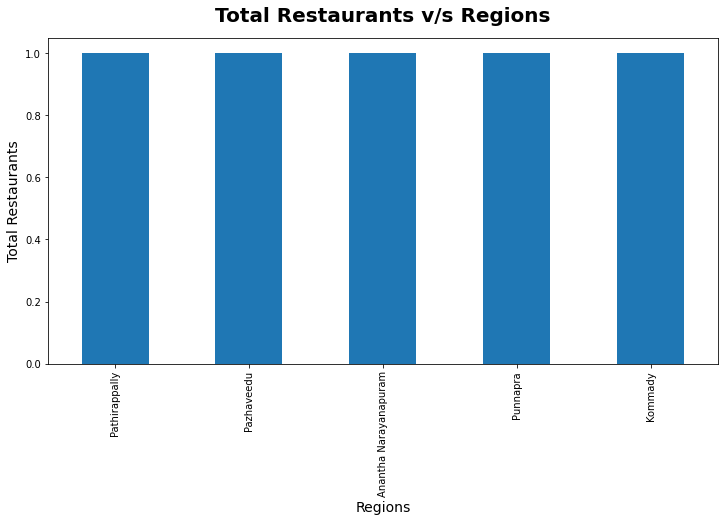 Total Restaurants v/s Regions
Total Restaurants
1.0
0.8
0.6
0.4
0.2
0.0
Pathirappally
Pazhaveedu
Anantha Narayanapuram
Punnapra
Kommady
Regions